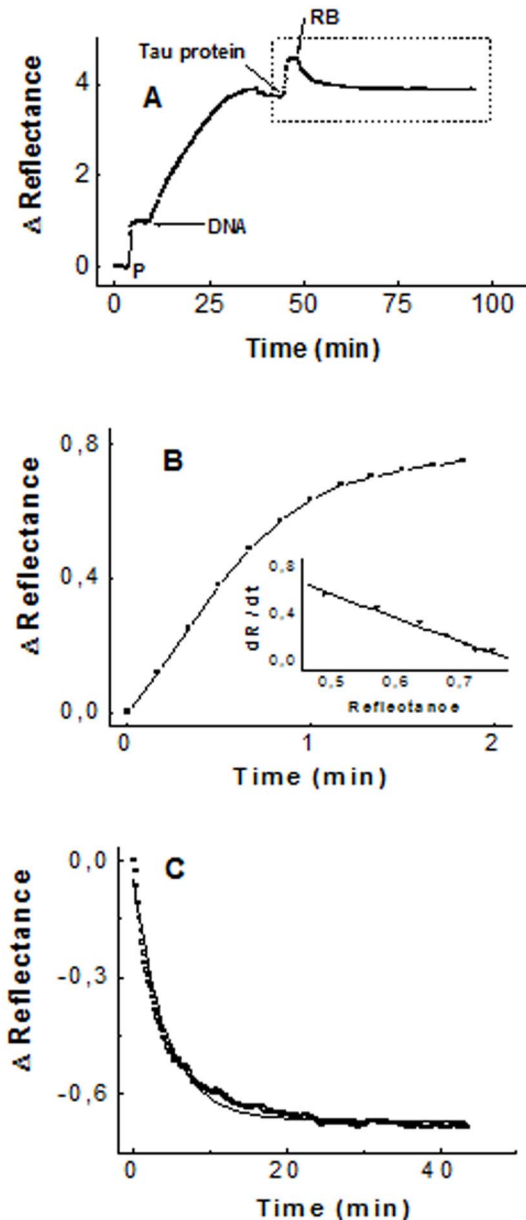 RB
Tau protein
4
A
Δ Reflectance
2
DNA
0
P
0 25 50 75 100
Time (min)
0,8
B
Δ Reflectance
0,4
0,0
0,8
dR/dt
0,4
0,0
0,5 0,6 0,7
Reflectance
0 1 2
Time (min)
0,0
C
Δ Reflectance
-0,3
-0,6
0 20 40
Time (min)